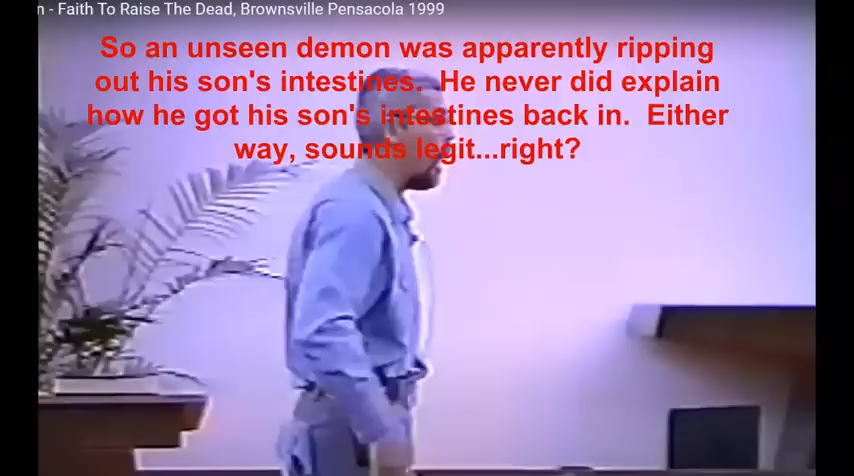 n - Faith To Raise The Dead, Brownsville Pensacola 1999
So an unseen demon was apparently ripping
out his son's intestines.  He never did explain
how he got his son's intestines back in.  Either
way, sounds legit...right?